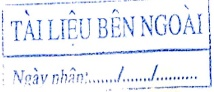 TÀI LIỆU BÊN NGOÀI
Ngày nhận:......./......./..........